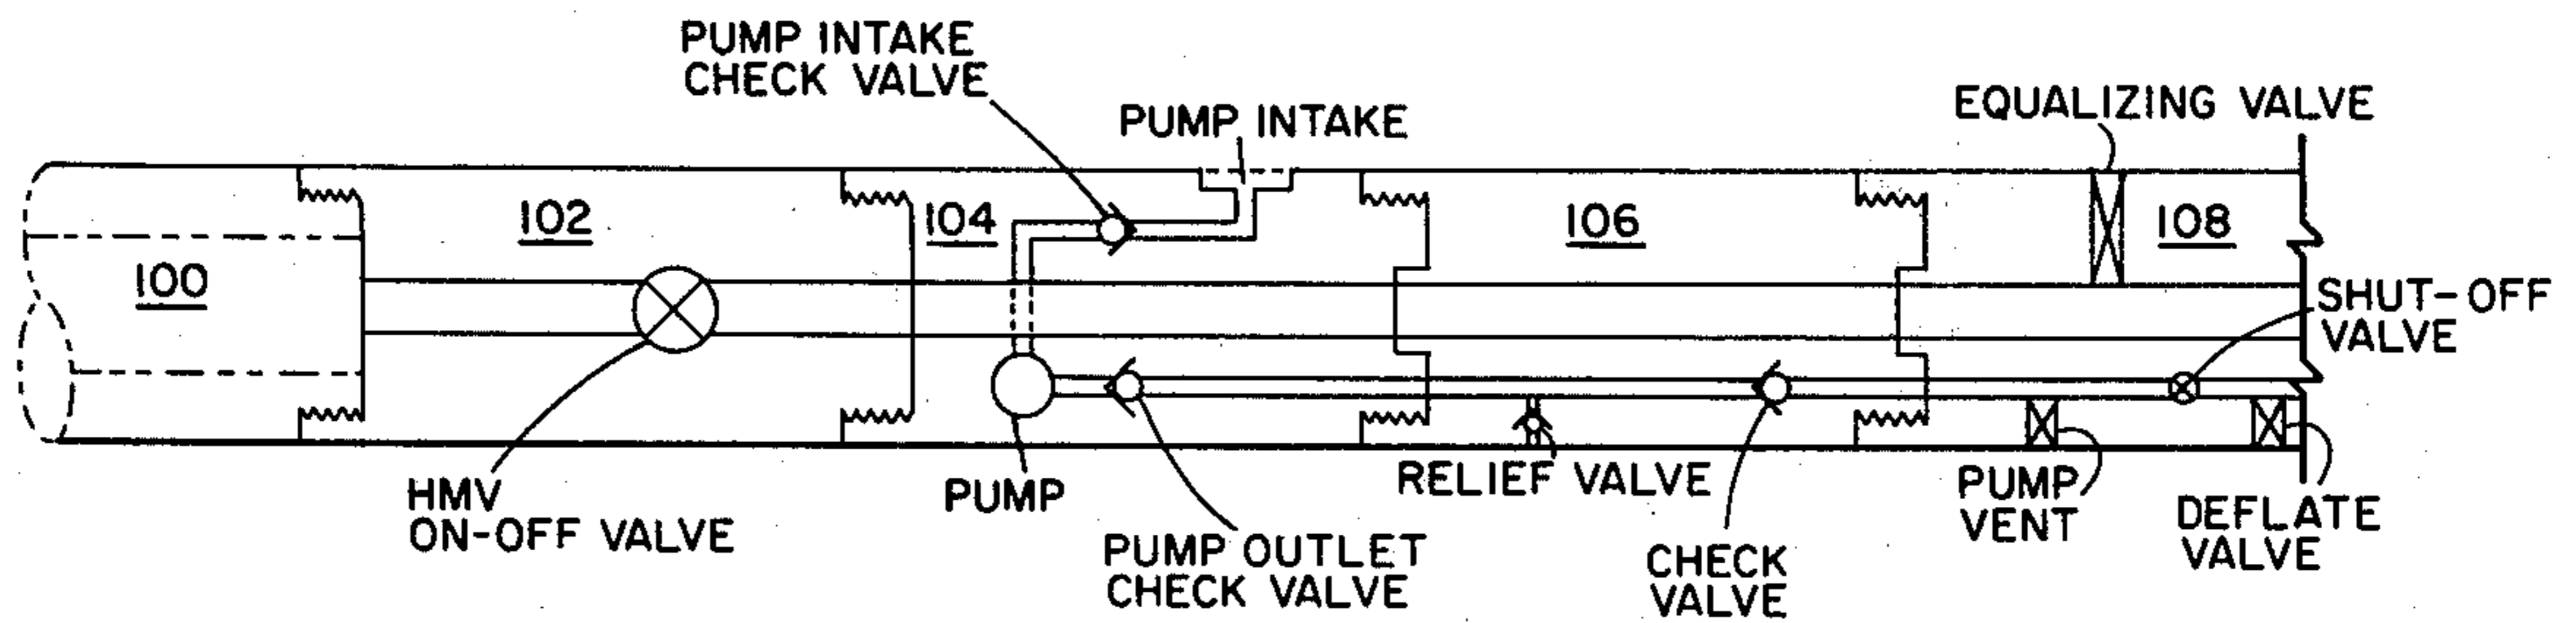 PUMP INTAKE
CHECK VALVE
PUMP INTAKE
EQUALIZING VALVE
102
104
106
108
100
SHUT-OFF
VALVE
HMV
ON-OFF VALVE
PUMP
RELIEF VALVE
PUMP
VENT
DEFLATE
VALVE
PUMP OUTLET
CHECK VALVE
CHECK
VALVE